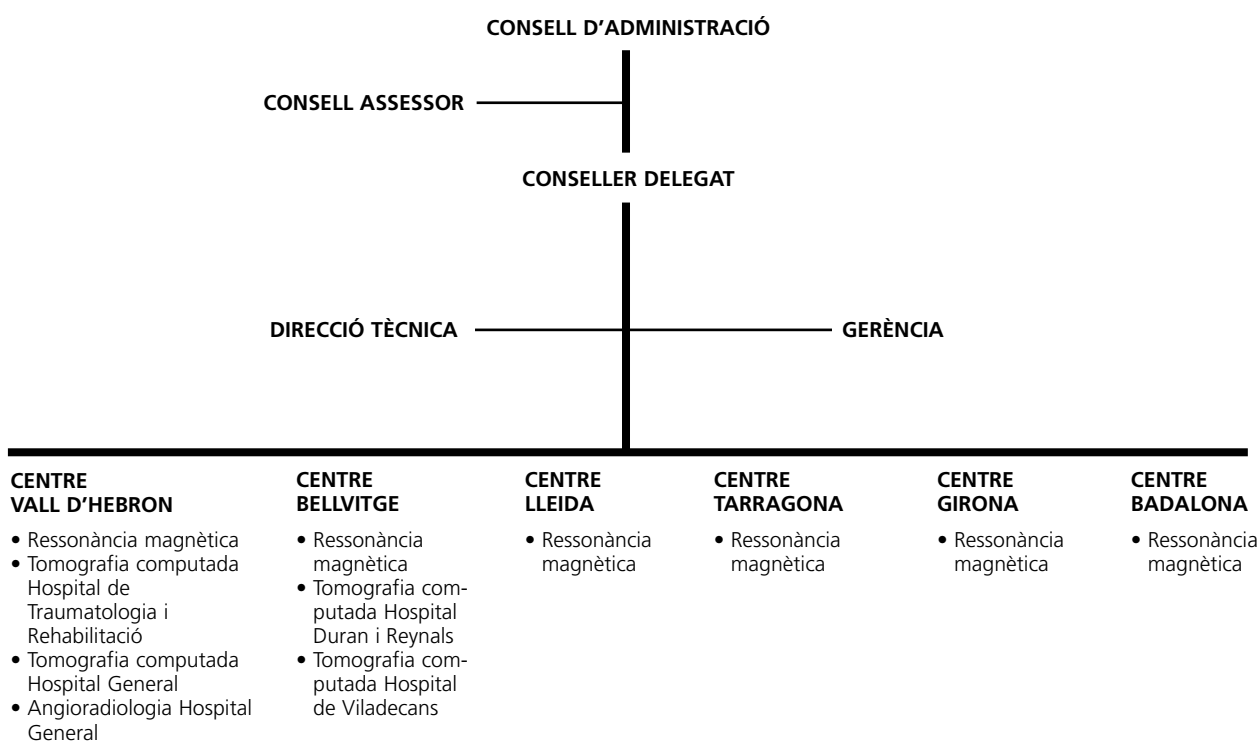 CONSELL D'ADMINISTRACIÓ
CONSELL ASSESSOR
CONSELLER DELEGAT
DIRECCIÓ TÈCNICA
GERÈNCIA
CENTRE
VALL D'HEBRON
• Ressonància magnètica
• Tomografia computada
Hospital de
Traumatologia i
Rehabilitació
• Tomografia computada
Hospital General
• Angioradiologia Hospital
General
CENTRE
BELLVITGE
• Ressonància
magnètica
• Tomografia com-
putada Hospital
Duran i Reynals
• Tomografia com-
putada Hospital
de Viladecans
CENTRE
LLEIDA
• Ressonància
magnètica
CENTRE
TARRAGONA
• Ressonància
magnètica
CENTRE
GIRONA
• Ressonància
magnètica
CENTRE
BADALONA
• Ressonància
magnètica